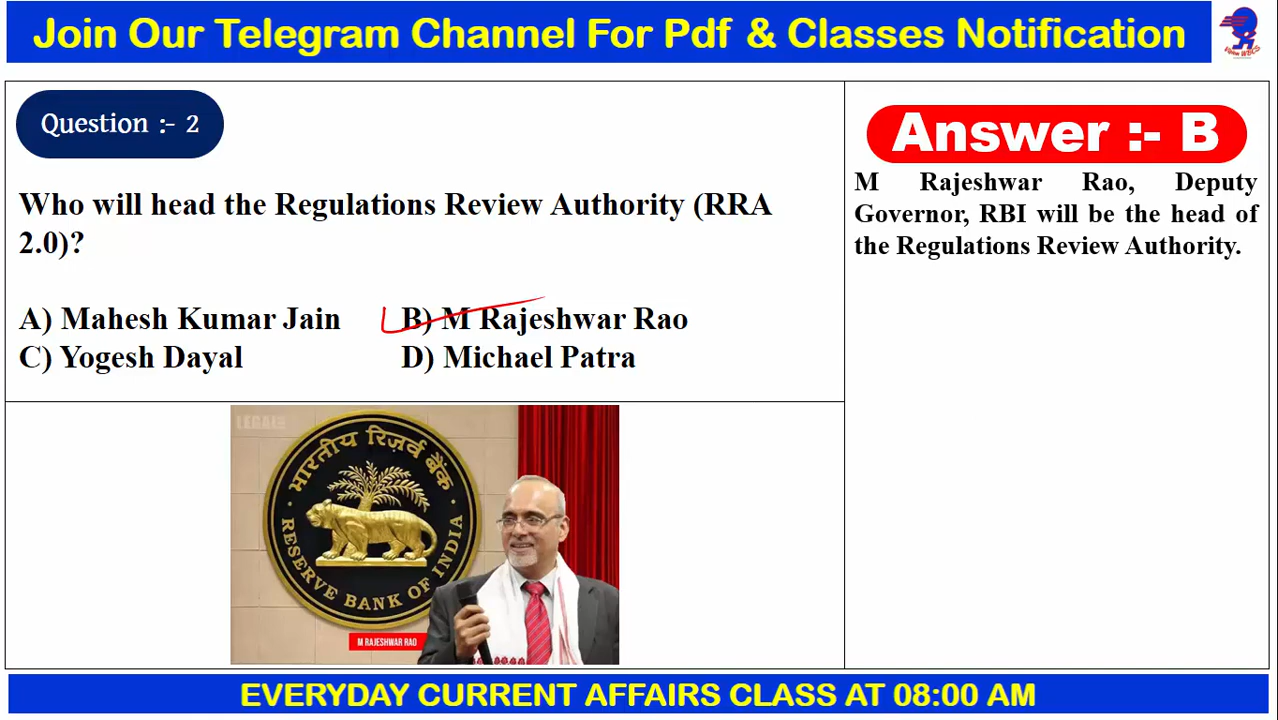 Join Our Telegram Channel For Pdf & Classes Notification
Question :- 2
Who will head the Regulations Review Authority (RRA
2.0)?
A) Mahesh Kumar Jain B) M Rajeshwar Rao
C) Yogesh Dayal D) Michael Patra
Answer :- B
M Rajeshwar Rao, Deputy
Governor, RBI will be the head of
the Regulations Review Authority.
भारतीय रिज़र्व बैंक
RESERVE BANK OF INDIA
M RAJESHWAR RAO
EVERYDAY CURRENT AFFAIRS CLASS AT 08:00 AM